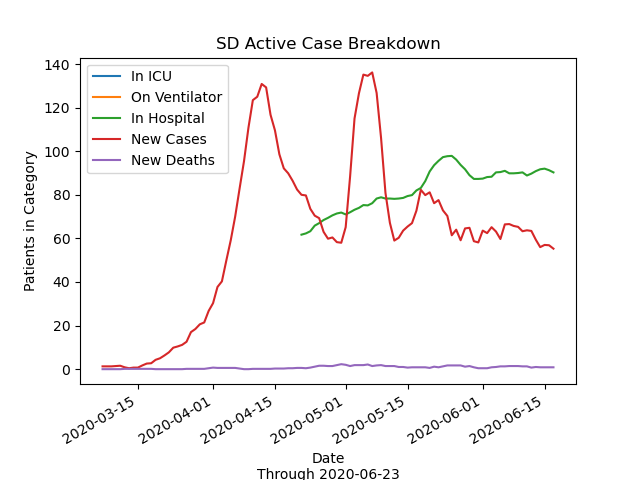 SD Active Case Breakdown
In ICU
On Ventilator
In Hospital
New Cases
New Deaths
Patients in Category
140
120
100
80
60
40
20
0
2020-03-15
2020-04-01
2020-04-15
2020-05-01
2020-05-15
2020-06-01
2020-06-15
Date
Through 2020-06-23